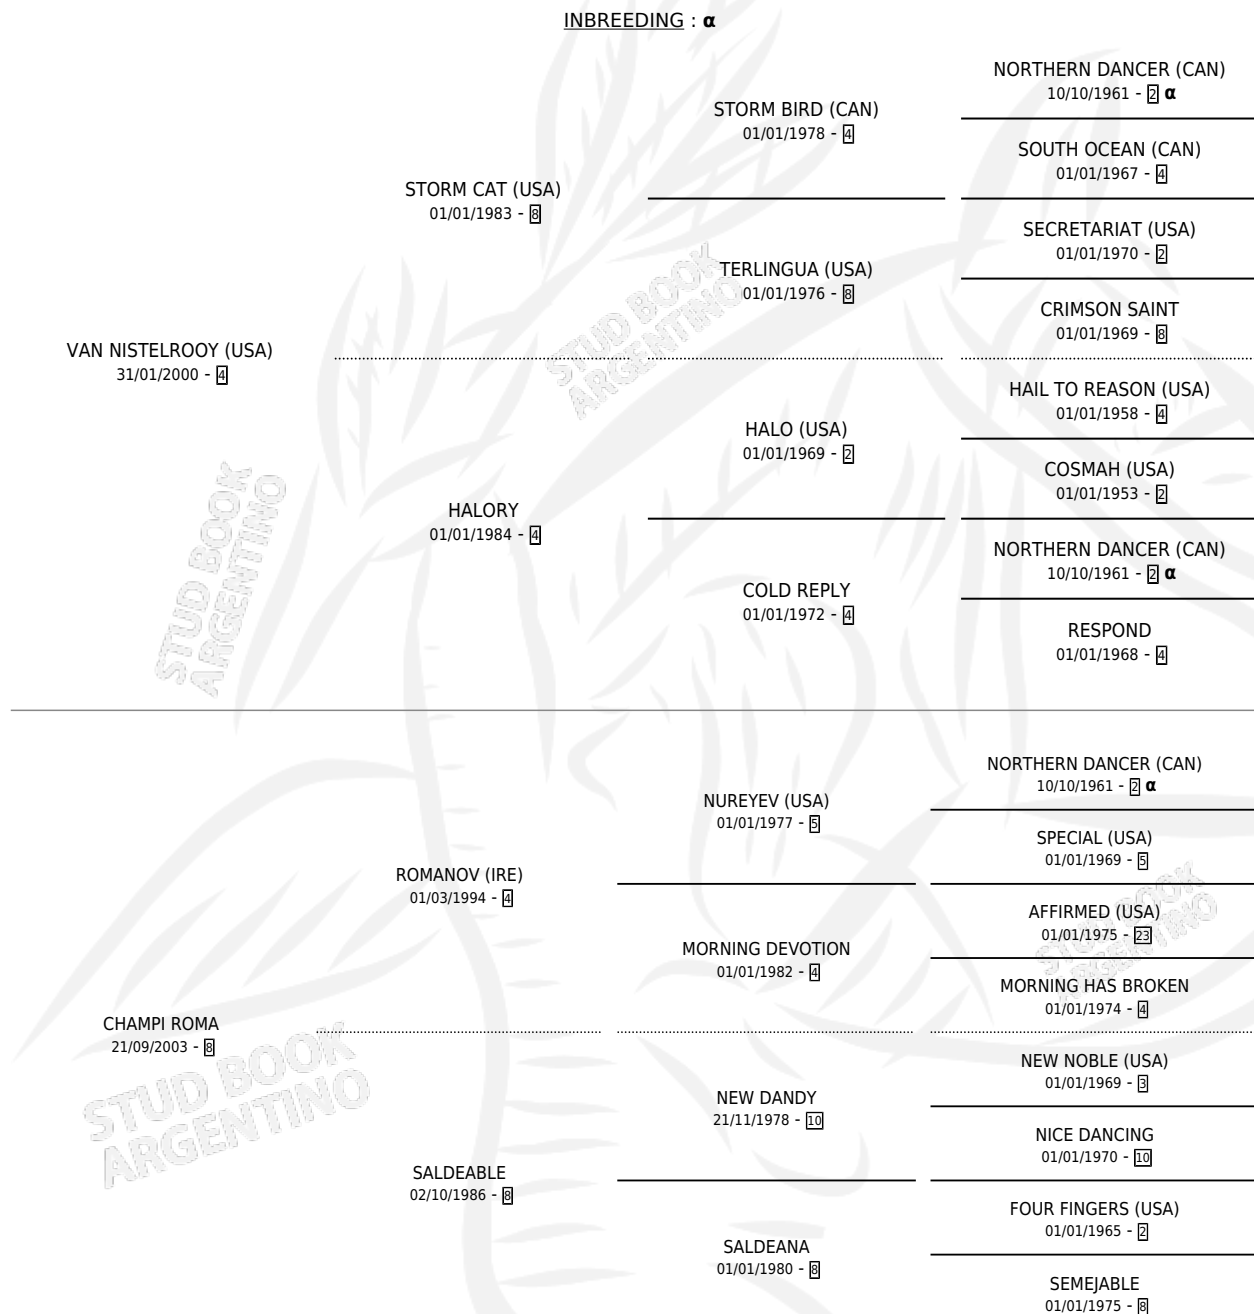 INBREEDING : α
NORTHERN DANCER (CAN)
10/10/1961 - 2 α
STORM BIRD (CAN)
01/01/1978 - 4
SOUTH OCEAN (CAN)
01/01/1967 - 4
STORM CAT (USA)
01/01/1983 - 8
SECRETARIAT (USA)
01/01/1970 - 2
TERLINGUA (USA)
01/01/1976 - 8
CRIMSON SAINT
01/01/1969 - 8
VAN NISTELROOY (USA)
31/01/2000 - 4
HAIL TO REASON (USA)
01/01/1958 - 4
HALO (USA)
01/01/1969 - 2
COSMAH (USA)
01/01/1953 - 2
HALORY
01/01/1984 - 4
NORTHERN DANCER (CAN)
10/10/1961 - 2 α
COLD REPLY
01/01/1972 - 4
RESPOND
01/01/1968 - 4
NORTHERN DANCER (CAN)
10/10/1961 - 2 α
NUREYEV (USA)
01/01/1977 - 5
SPECIAL (USA)
01/01/1969 - 5
ROMANOV (IRE)
01/03/1994 - 4
AFFIRMED (USA)
01/01/1975 - 23
MORNING DEVOTION
01/01/1982 - 4
MORNING HAS BROKEN
01/01/1974 - 4
CHAMPI ROMA
21/09/2003 - 8
NEW NOBLE (USA)
01/01/1969 - 3
NEW DANDY
21/11/1978 - 10
NICE DANCING
01/01/1970 - 10
SALDEABLE
02/10/1986 - 8
FOUR FINGERS (USA)
01/01/1965 - 2
SALDEANA
01/01/1980 - 8
SEMEJABLE
01/01/1975 - 8
STUD BOOK
ARGENTINO
STUD BOOK
ARGENTINO
STUD BOOK
ARGENTINO
STUD BOOK
ARGENTINO